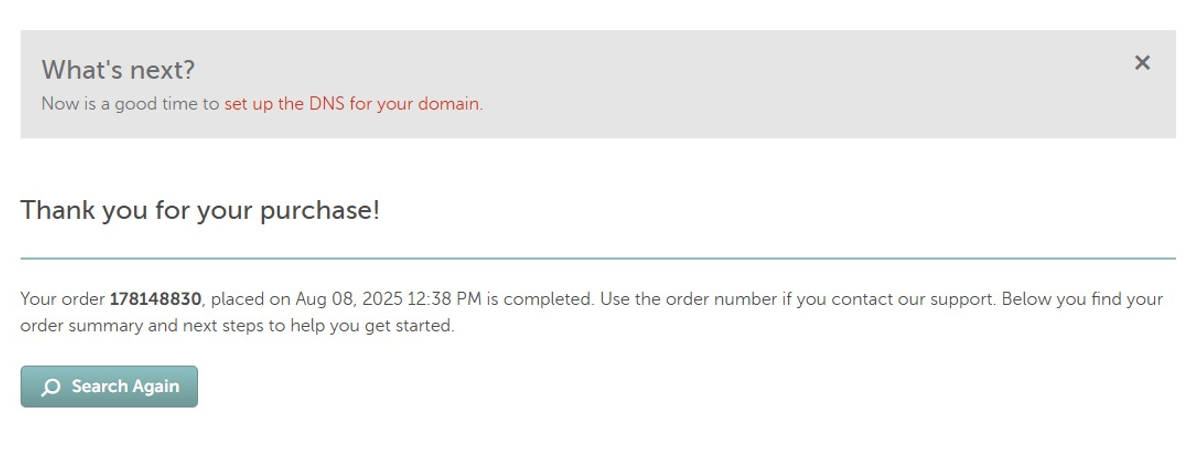 What's next?
Now is a good time to set up the DNS for your domain.
Thank you for your purchase!
Your order 178148830, placed on Aug 08, 2025 12:38 PM is completed. Use the order number if you contact our support. Below you find your
order summary and next steps to help you get started.
Search Again